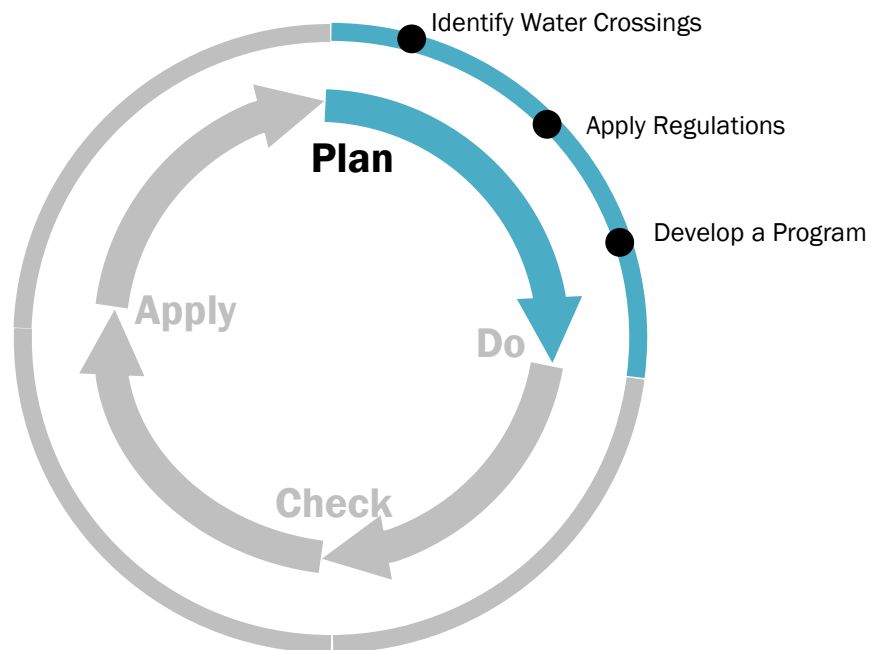 Identify Water Crossings
Apply Regulations
Plan
Develop a Program
Apply
Do
Check